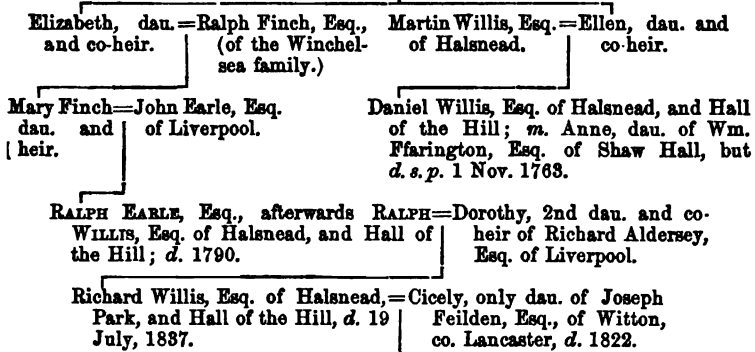 Elizabeth, dau. = Ralph Finch, Esq.,
and co-heir. (of the Winchel-
sea family.)
Martin Willis, Esq. = Ellen, dau. and
of Halsnead. co-heir.
Mary Finch = John Earle, Esq.
dau. and of Liverpool.
heir.
Daniel Willis, Esq. of Halsnead, and Hall
of the Hill; m. Anne, dau. of Wm.
Ffarington, Esq. of Shaw Hall, but
d. s. p. 1 Nov. 1763.
RALPH EARLE, Esq., afterwards RALPH = Dorothy, 2nd dau. and co-
WILLIS, Esq. of Halsnead, and Hall of heir of Richard Aldersey,
the Hill; d. 1790. Esq. of Liverpool.
Richard Willis, Esq. of Halsnead, = Cicely, only dau. of Joseph
Park, and Hall of the Hill, d. 19 Feilden, Esq., of Witton,
July, 1837. co. Lancaster, d. 1822.